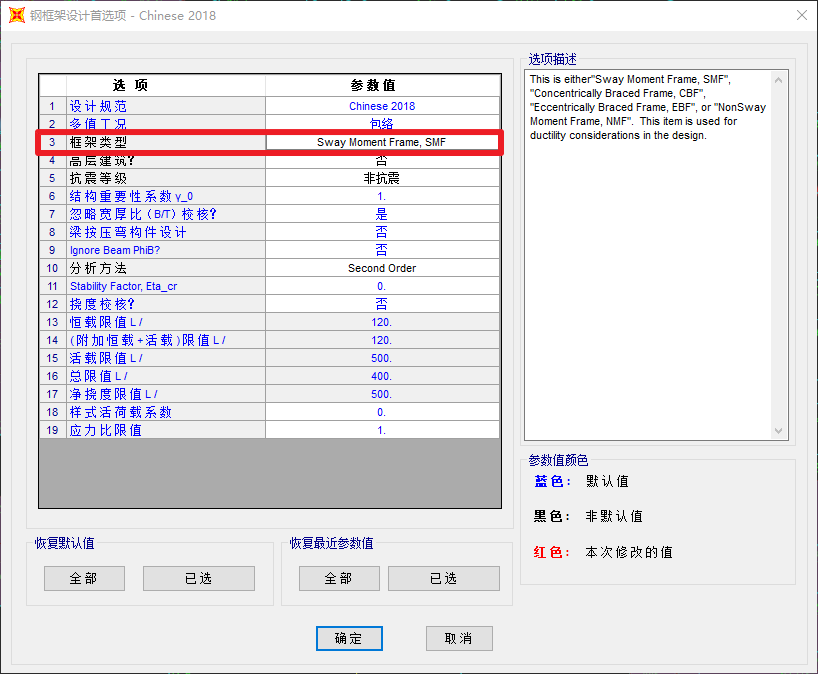 钢框架设计首选项 - Chinese 2018
选项 参数值
1 设计规范 Chinese 2018
2 多值工况 包络
3 框架类型 Sway Moment Frame, SMF
4 高层建筑? 否
5 抗震等级 非抗震
6 结构重要性系数 γ_0 1.
7 忽略宽厚比 (B/T) 校核? 是
8 梁按压弯构件设计 否
9 Ignore Beam PhiB? 否
10 分析方法 Second Order
11 Stability Factor, Eta_cr 0.
12 挠度校核? 否
13 恒载限值 L / 120.
14 (附加恒载+活载)限值 L / 120.
15 活载限值 L / 500.
16 总限值 L / 400.
17 净挠度限值 L / 500.
18 样式活荷载系数 0.
19 应力比限值 1.
恢复默认值
全部 已选
恢复最近参数值
全部 已选
选项描述
This is either"Sway Moment Frame, SMF",
"Concentrically Braced Frame, CBF",
"Eccentrically Braced Frame, EBF", or "NonSway
Moment Frame, NMF". This item is used for
ductility considerations in the design.
参数值颜色
蓝色: 默认值
黑色: 非默认值
红色: 本次修改的值
确定 取消